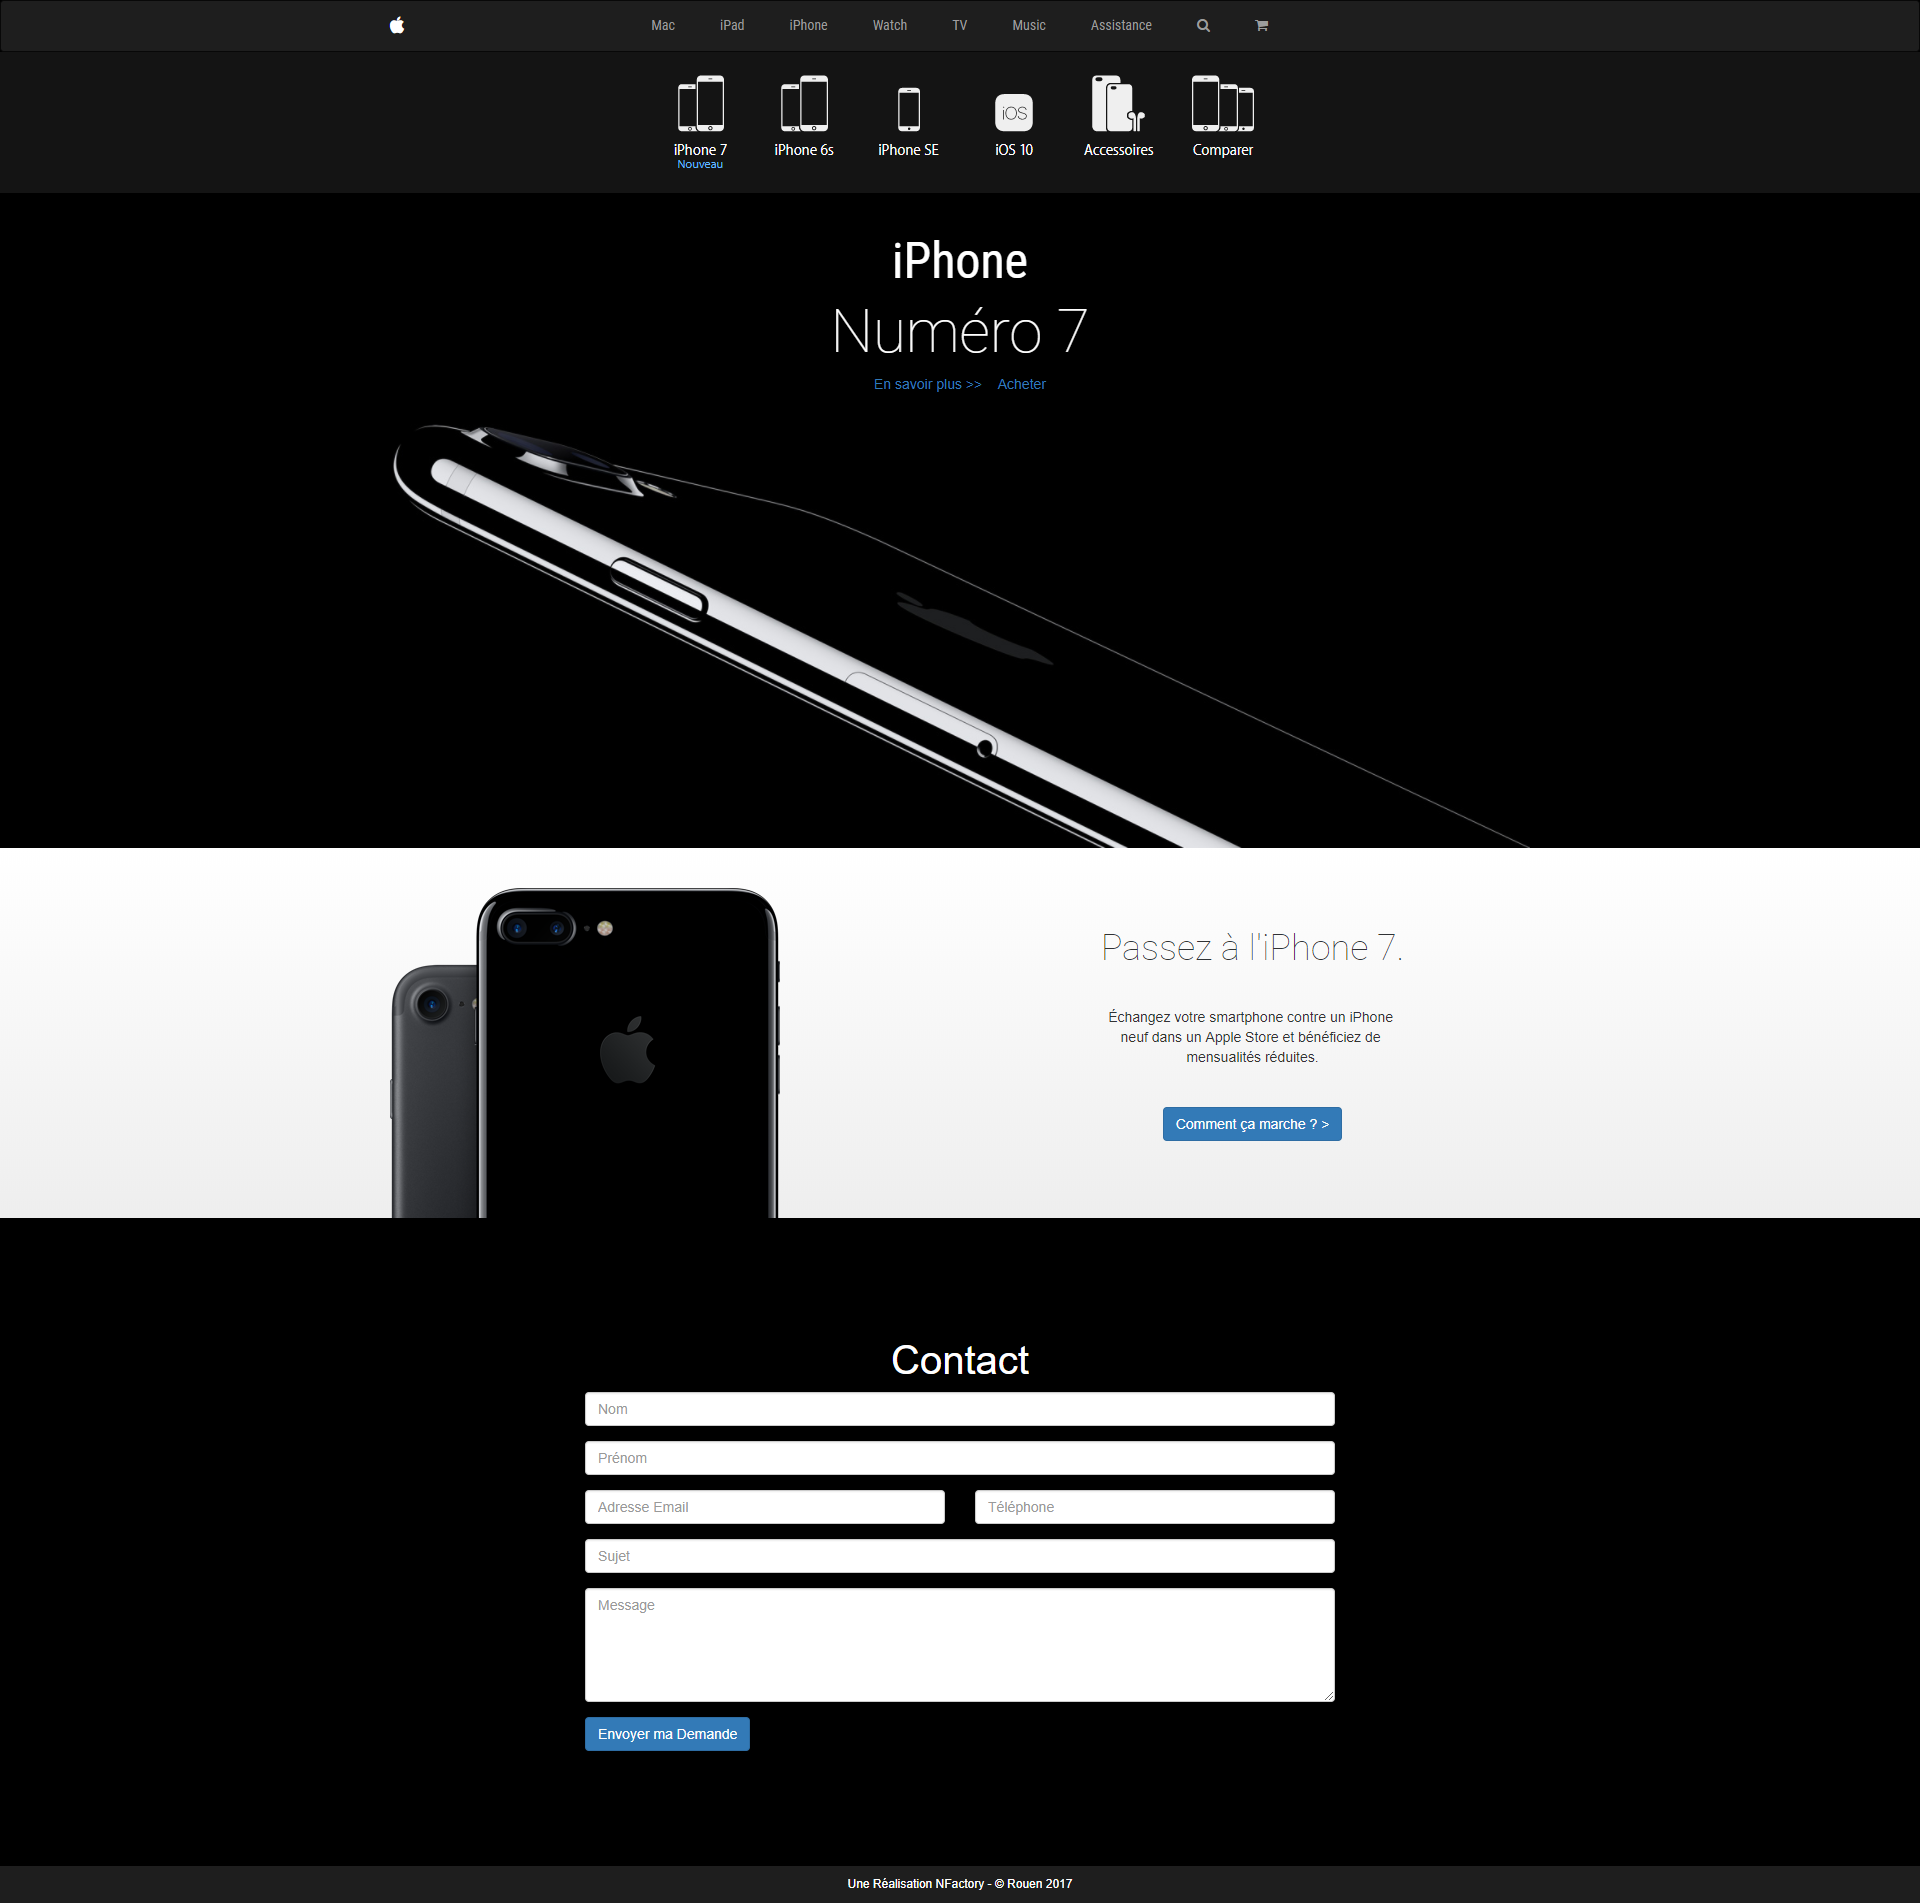 Mac iPad iPhone Watch TV Music Assistance
iOS
iPhone 7 iPhone 6s iPhone SE iOS 10 Accessoires Comparer
Nouveau
iPhone
Numéro 7
En savoir plus >> Acheter
Passez à l'iPhone 7.
Échangez votre smartphone contre un iPhone
neuf dans un Apple Store et bénéficiez de
mensualités réduites.
Comment ça marche ? >
Contact
Nom
Prénom
Adresse Email Téléphone
Sujet
Message
Envoyer ma Demande
Une Réalisation NFactory - © Rouen 2017